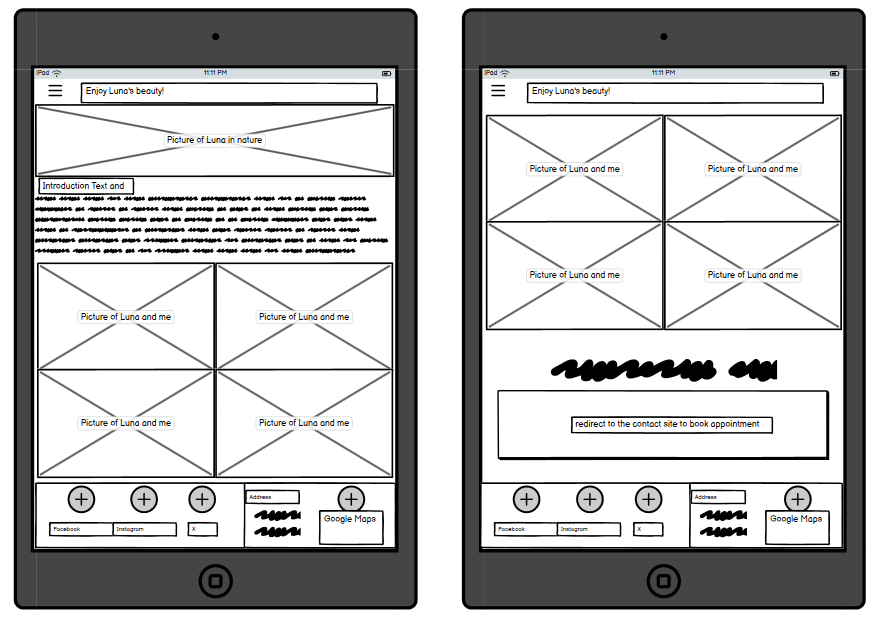 iPad 11:11 PM
Enjoy Luna's beauty!
Picture of Luna in nature
Introduction Text and
Picture of Luna and me
Picture of Luna and me
Picture of Luna and me
Picture of Luna and me
Facebook
Instagram
X
Address
Google Maps
iPad 11:11 PM
Enjoy Luna's beauty!
Picture of Luna and me
Picture of Luna and me
Picture of Luna and me
Picture of Luna and me
redirect to the contact site to book appointment
Facebook
Instagram
X
Address
Google Maps